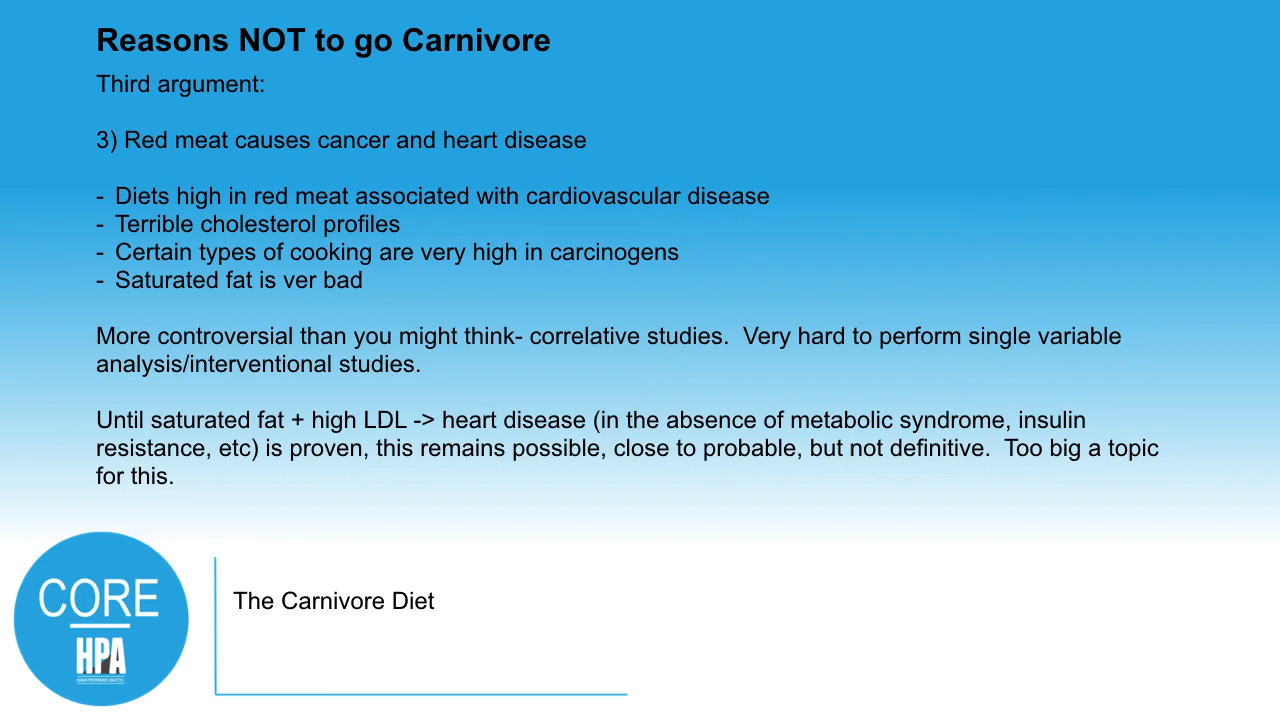 Reasons NOT to go Carnivore
Third argument:
3) Red meat causes cancer and heart disease
- Diets high in red meat associated with cardiovascular disease
- Terrible cholesterol profiles
- Certain types of cooking are very high in carcinogens
- Saturated fat is ver bad
More controversial than you might think- correlative studies.  Very hard to perform single variable
analysis/interventional studies.
Until saturated fat + high LDL -> heart disease (in the absence of metabolic syndrome, insulin
resistance, etc) is proven, this remains possible, close to probable, but not definitive.  Too big a topic
for this.
CORE
HPA
HUMAN PERFORMANCE ANALYTICS
The Carnivore Diet